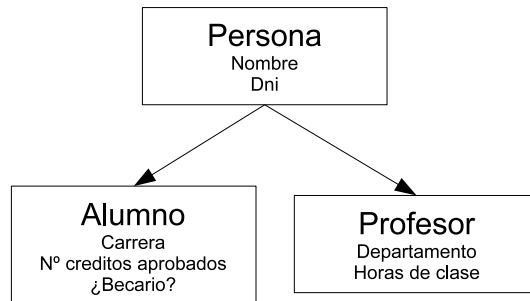 Persona
Nombre
Dni
Alumno
Carrera
Nº creditos aprobados
¿Becario?
Profesor
Departamento
Horas de clase